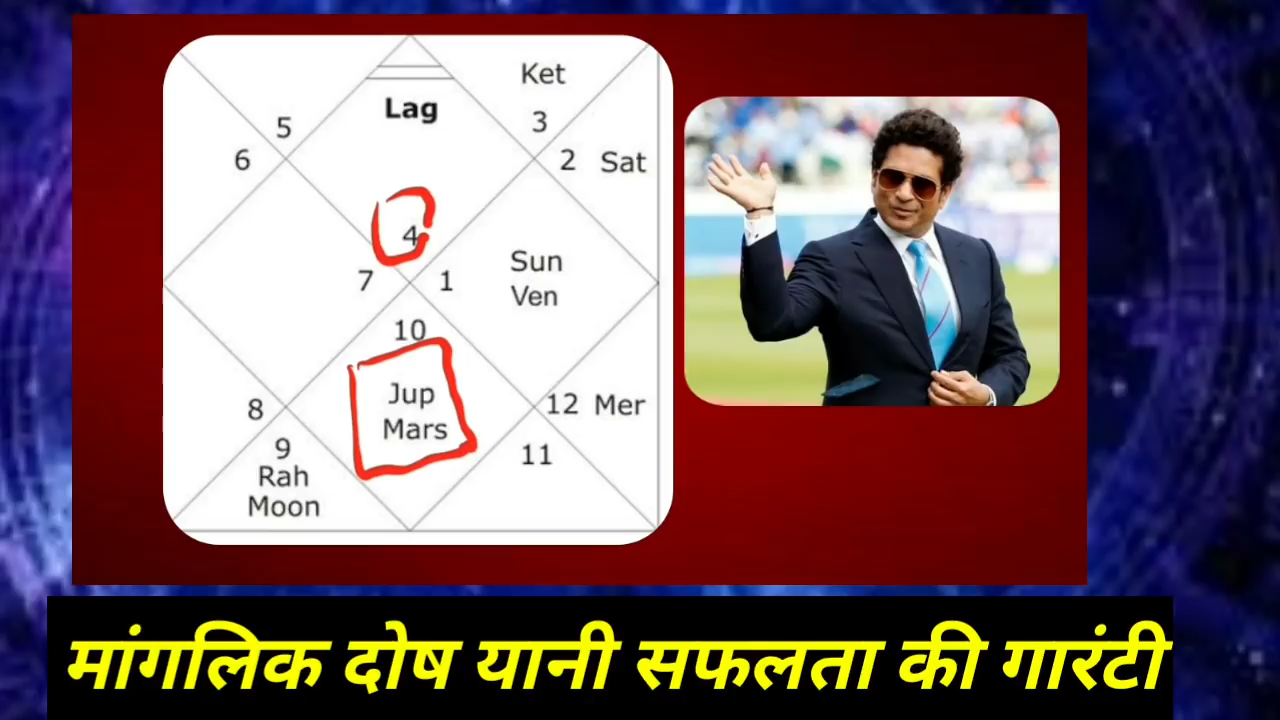 Lag
Ket
3
5
6
2 Sat
4
7
1
Sun
Ven
10
Jup
Mars
8
9
Rah
Moon
12 Mer
11
मांगलिक दोष यानी सफलता की गारंटी